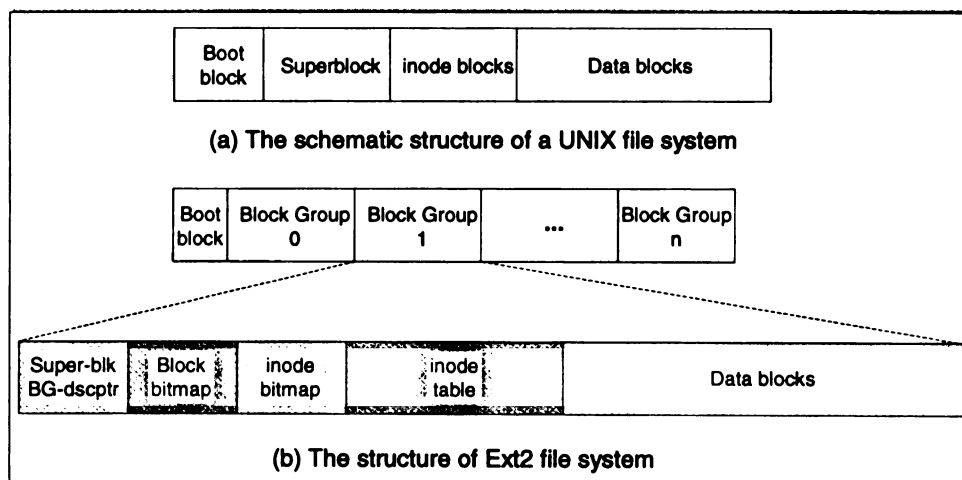 Boot
block
Superblock
inode blocks
Data blocks
(a) The schematic structure of a UNIX file system
Boot
block
Block Group
0
Block Group
1
...
Block Group
n
Super-blk
BG-dscptr
Block
bitmap
inode
bitmap
inode
table
Data blocks
(b) The structure of Ext2 file system